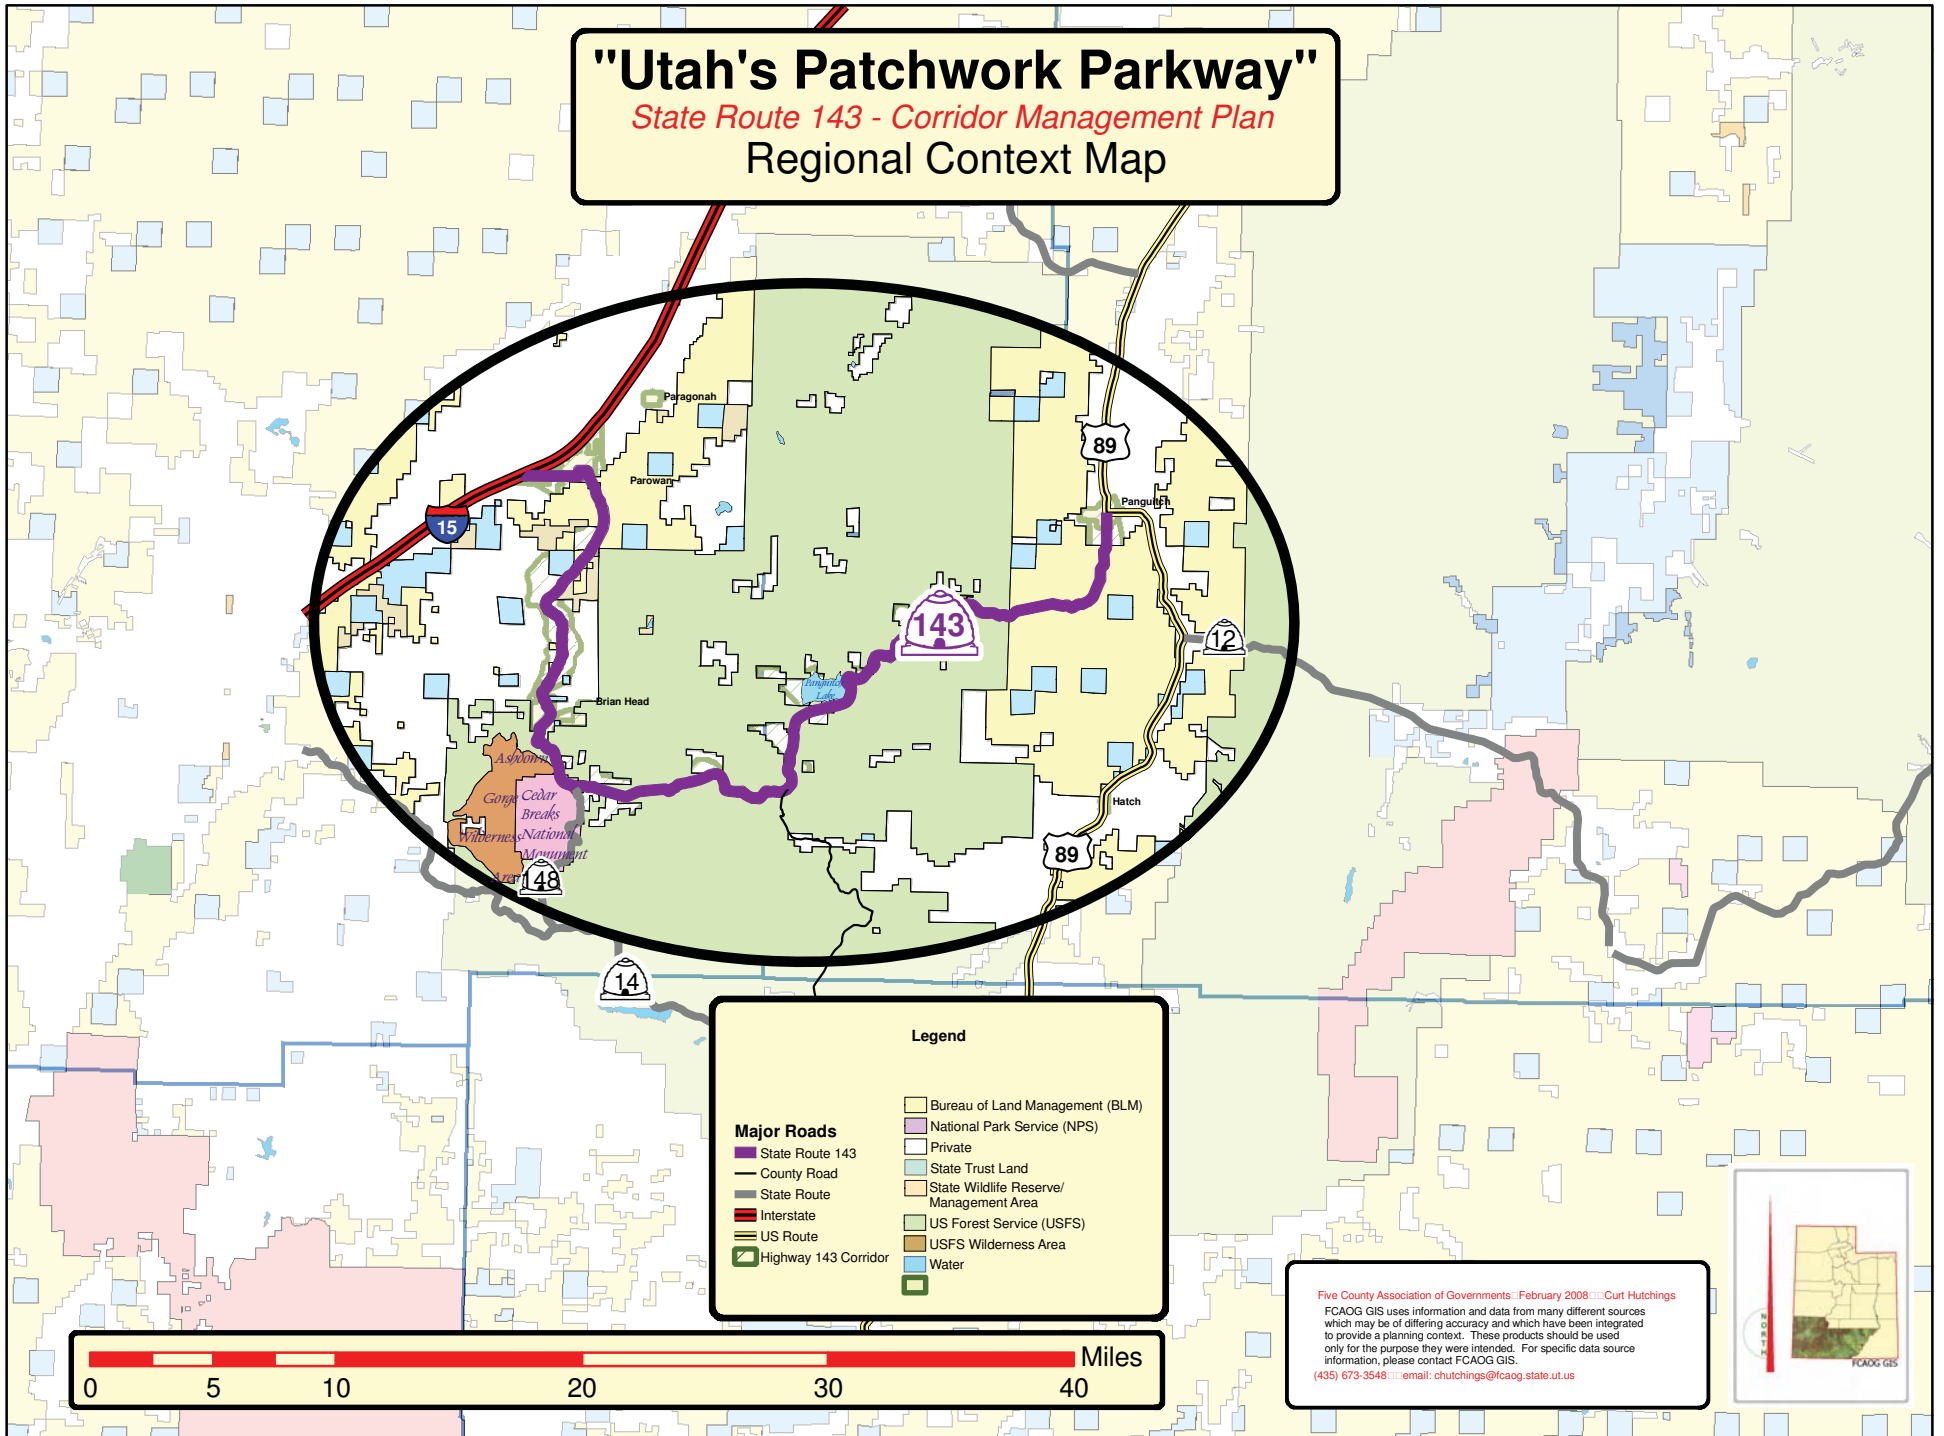 "Utah's Patchwork Parkway"
State Route 143 - Corridor Management Plan
Regional Context Map
Paragonah
Parowan
89
Panguitch
15
143
12
Panguitch
Lake
Brian Head
Ashdown
Gorge
Wilderness
Area
Cedar
Breaks
National
Monument
Hatch
89
148
14
Legend
Major Roads
State Route 143
County Road
State Route
Interstate
US Route
Highway 143 Corridor
Bureau of Land Management (BLM)
National Park Service (NPS)
Private
State Trust Land
State Wildlife Reserve/
Management Area
US Forest Service (USFS)
USFS Wilderness Area
Water
Miles
0 5 10 20 30 40
Five County Association of Governments□February 2008□□Curt Hutchings
FCAOG GIS uses information and data from many different sources
which may be of differing accuracy and which have been integrated
to provide a planning context. These products should be used
only for the purpose they were intended. For specific data source
information, please contact FCAOG GIS.
(435) 673-3548□□email: chutchings@fcaog.state.ut.us
NORTH
FCAOG GIS